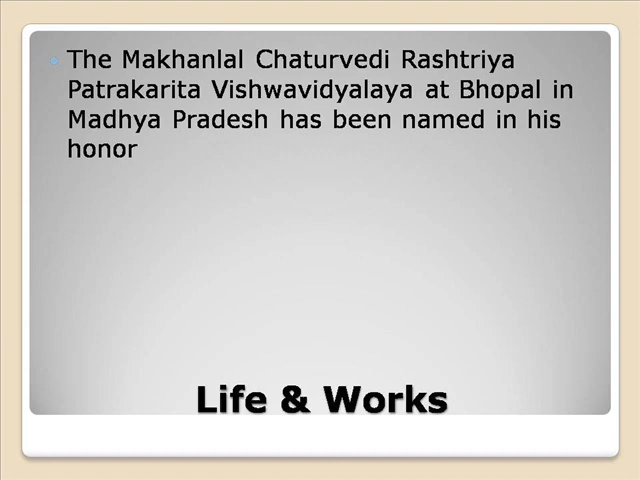 The Makhanlal Chaturvedi Rashtriya
Patrakarita Vishwavidyalaya at Bhopal in
Madhya Pradesh has been named in his
honor
Life & Works